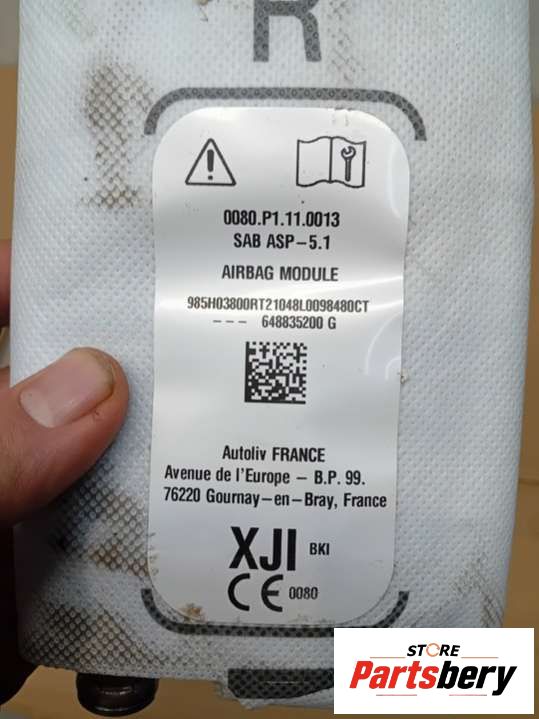 R
0080.P1.11.0013
SAB ASP-5.1
AIRBAG MODULE
985H03800RT21048L0098480CT
--- 648835200 G
Autoliv FRANCE
Avenue de l'Europe - B.P. 99.
76220 Gournay-en-Bray, France
XJI BKI
CE 0080
STORE
Partsbery